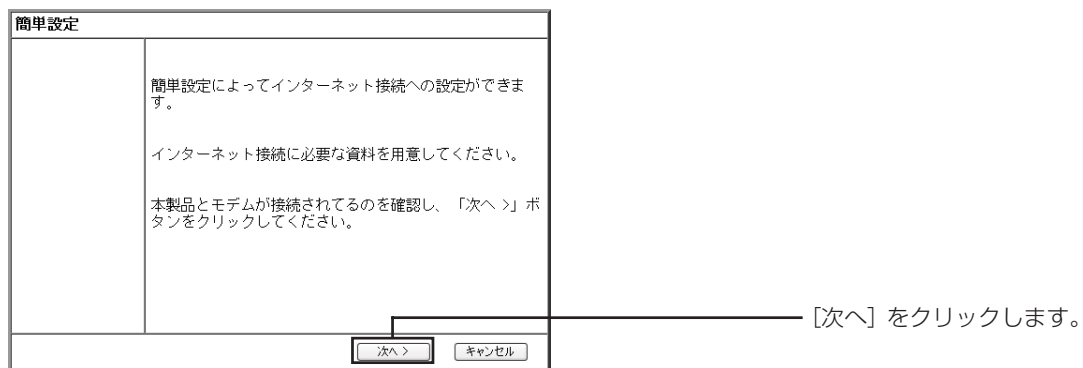 簡単設定
簡単設定によってインターネット接続への設定ができま
す。
インターネット接続に必要な資料を用意してください。
本製品とモデムが接続されてるのを確認し、「次へ >」ボ
タンをクリックしてください。
次へ >
キャンセル
[次へ] をクリックします。